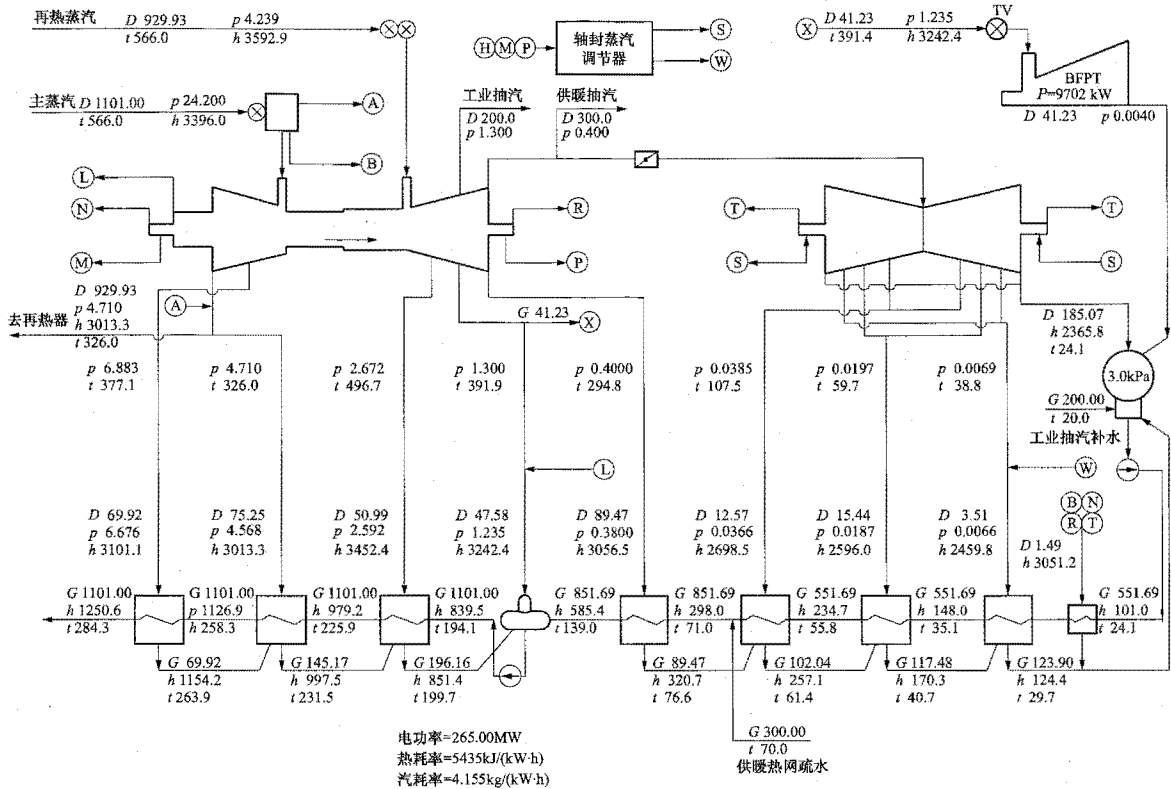 再热蒸汽 D 929.93 p 4.239
t 566.0 h 3592.9
主蒸汽 D 1101.00 p 24.200
t 566.0 h 3396.0
A
B
H M P
轴封蒸汽
调节器
S
W
X D 41.23 p 1.235 TV
t 391.4 h 3242.4
BFPT
P=9702 kW
D 41.23 p 0.0040
工业抽汽
D 200.0
p 1.300
供暖抽汽
D 300.0
p 0.400
L
N
M
R
P
T
S
T
S
D 929.93
p 4.710
h 3013.3
t 326.0
去再热器
A
G 41.23 X
D 185.07
h 2365.8
t 24.1
3.0kPa
G 200.00
t 20.0
工业抽汽补水
p 6.883
t 377.1
p 4.710
t 326.0
p 2.672
t 496.7
p 1.300
t 391.9
p 0.4000
t 294.8
p 0.0385
t 107.5
p 0.0197
t 59.7
p 0.0069
t 38.8
L
W
B N
R T
D 1.49
h 3051.2
D 69.92
p 6.676
h 3101.1
D 75.25
p 4.568
h 3013.3
D 50.99
p 2.592
h 3452.4
D 47.58
p 1.235
h 3242.4
D 89.47
p 0.3800
h 3056.5
D 12.57
p 0.0366
h 2698.5
D 15.44
p 0.0187
h 2596.0
D 3.51
p 0.0066
h 2459.8
G 1101.00
h 1250.6
t 284.3
G 1101.00
p 1126.9
h 258.3
G 1101.00
h 979.2
t 225.9
G 1101.00
h 839.5
t 194.1
G 851.69
h 585.4
t 139.0
G 851.69
h 298.0
t 71.0
G 551.69
h 234.7
t 55.8
G 551.69
h 148.0
t 35.1
G 551.69
h 101.0
t 24.1
G 69.92
h 1154.2
t 263.9
G 145.17
h 997.5
t 231.5
G 196.16
h 851.4
t 199.7
G 89.47
h 320.7
t 76.6
G 102.04
h 257.1
t 61.4
G 117.48
h 170.3
t 40.7
G 123.90
h 124.4
t 29.7
G 300.00
t 70.0
供暖热网疏水
电功率=265.00MW
热耗率=5435kJ/(kW·h)
汽耗率=4.155kg/(kW·h)